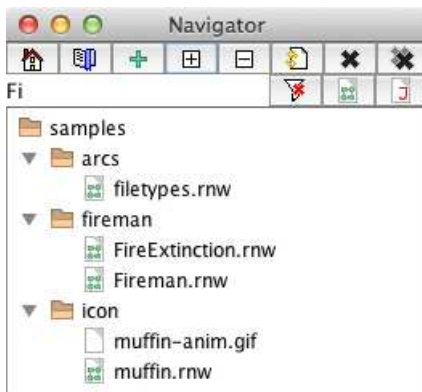 Navigator
Fi
samples
arcs
filetypes.rnw
fireman
FireExtinction.rnw
Fireman.rnw
icon
muffin-anim.gif
muffin.rnw